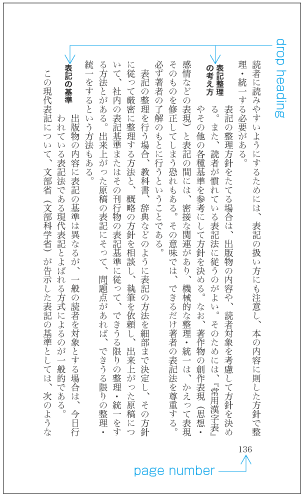 drop heading
読者に読みやすいようにするためには、表記の扱い方にも注意し、本の内容に則した方針で整
理・統一する必要がある。
表記整理
の考え方
表記の整理方針をたてる場合は、出版物の内容や、読者対象を考慮して方針を決め
る。また、読者が慣れている表記法に従うのがよい。そのためには、『常用漢字表』
やその他の各種基準を参考にして方針を決める。なお、著作物の創作表現（思想・
感情などの表現）と表記の間には、密接な関連があり、機械的な整理・統一は、かえって表現
そのものを修正してしまう恐れもある。その意味では、できるだけ著者の表記法を尊重する。
必ず著者の了解のもとに行うということである。
表記の整理を行う場合、教科書、辞典などのように表記の方法を細部まで決定し、その方針
に従って厳密に整理する方法と、概略の方針を相談し、執筆を依頼し、出来上がった原稿につ
いて、社内の表記基準またはその刊行物の表記基準に従って、できうる限りの整理・統一をす
る方法とがある。出来上がった原稿の表記にそって、問題点があれば、できうる限りの整理・
統一をするという方法もある。
表記の基準
出版物の内容に表記の基準は異なるが、一般の読者を対象とする場合は、今日行
われている表記法である現代表記とよばれる方式によるのが一般的である。
この現代表記について、文部省（文部科学省）が告示した表記の基準としては、次のような
136
page number